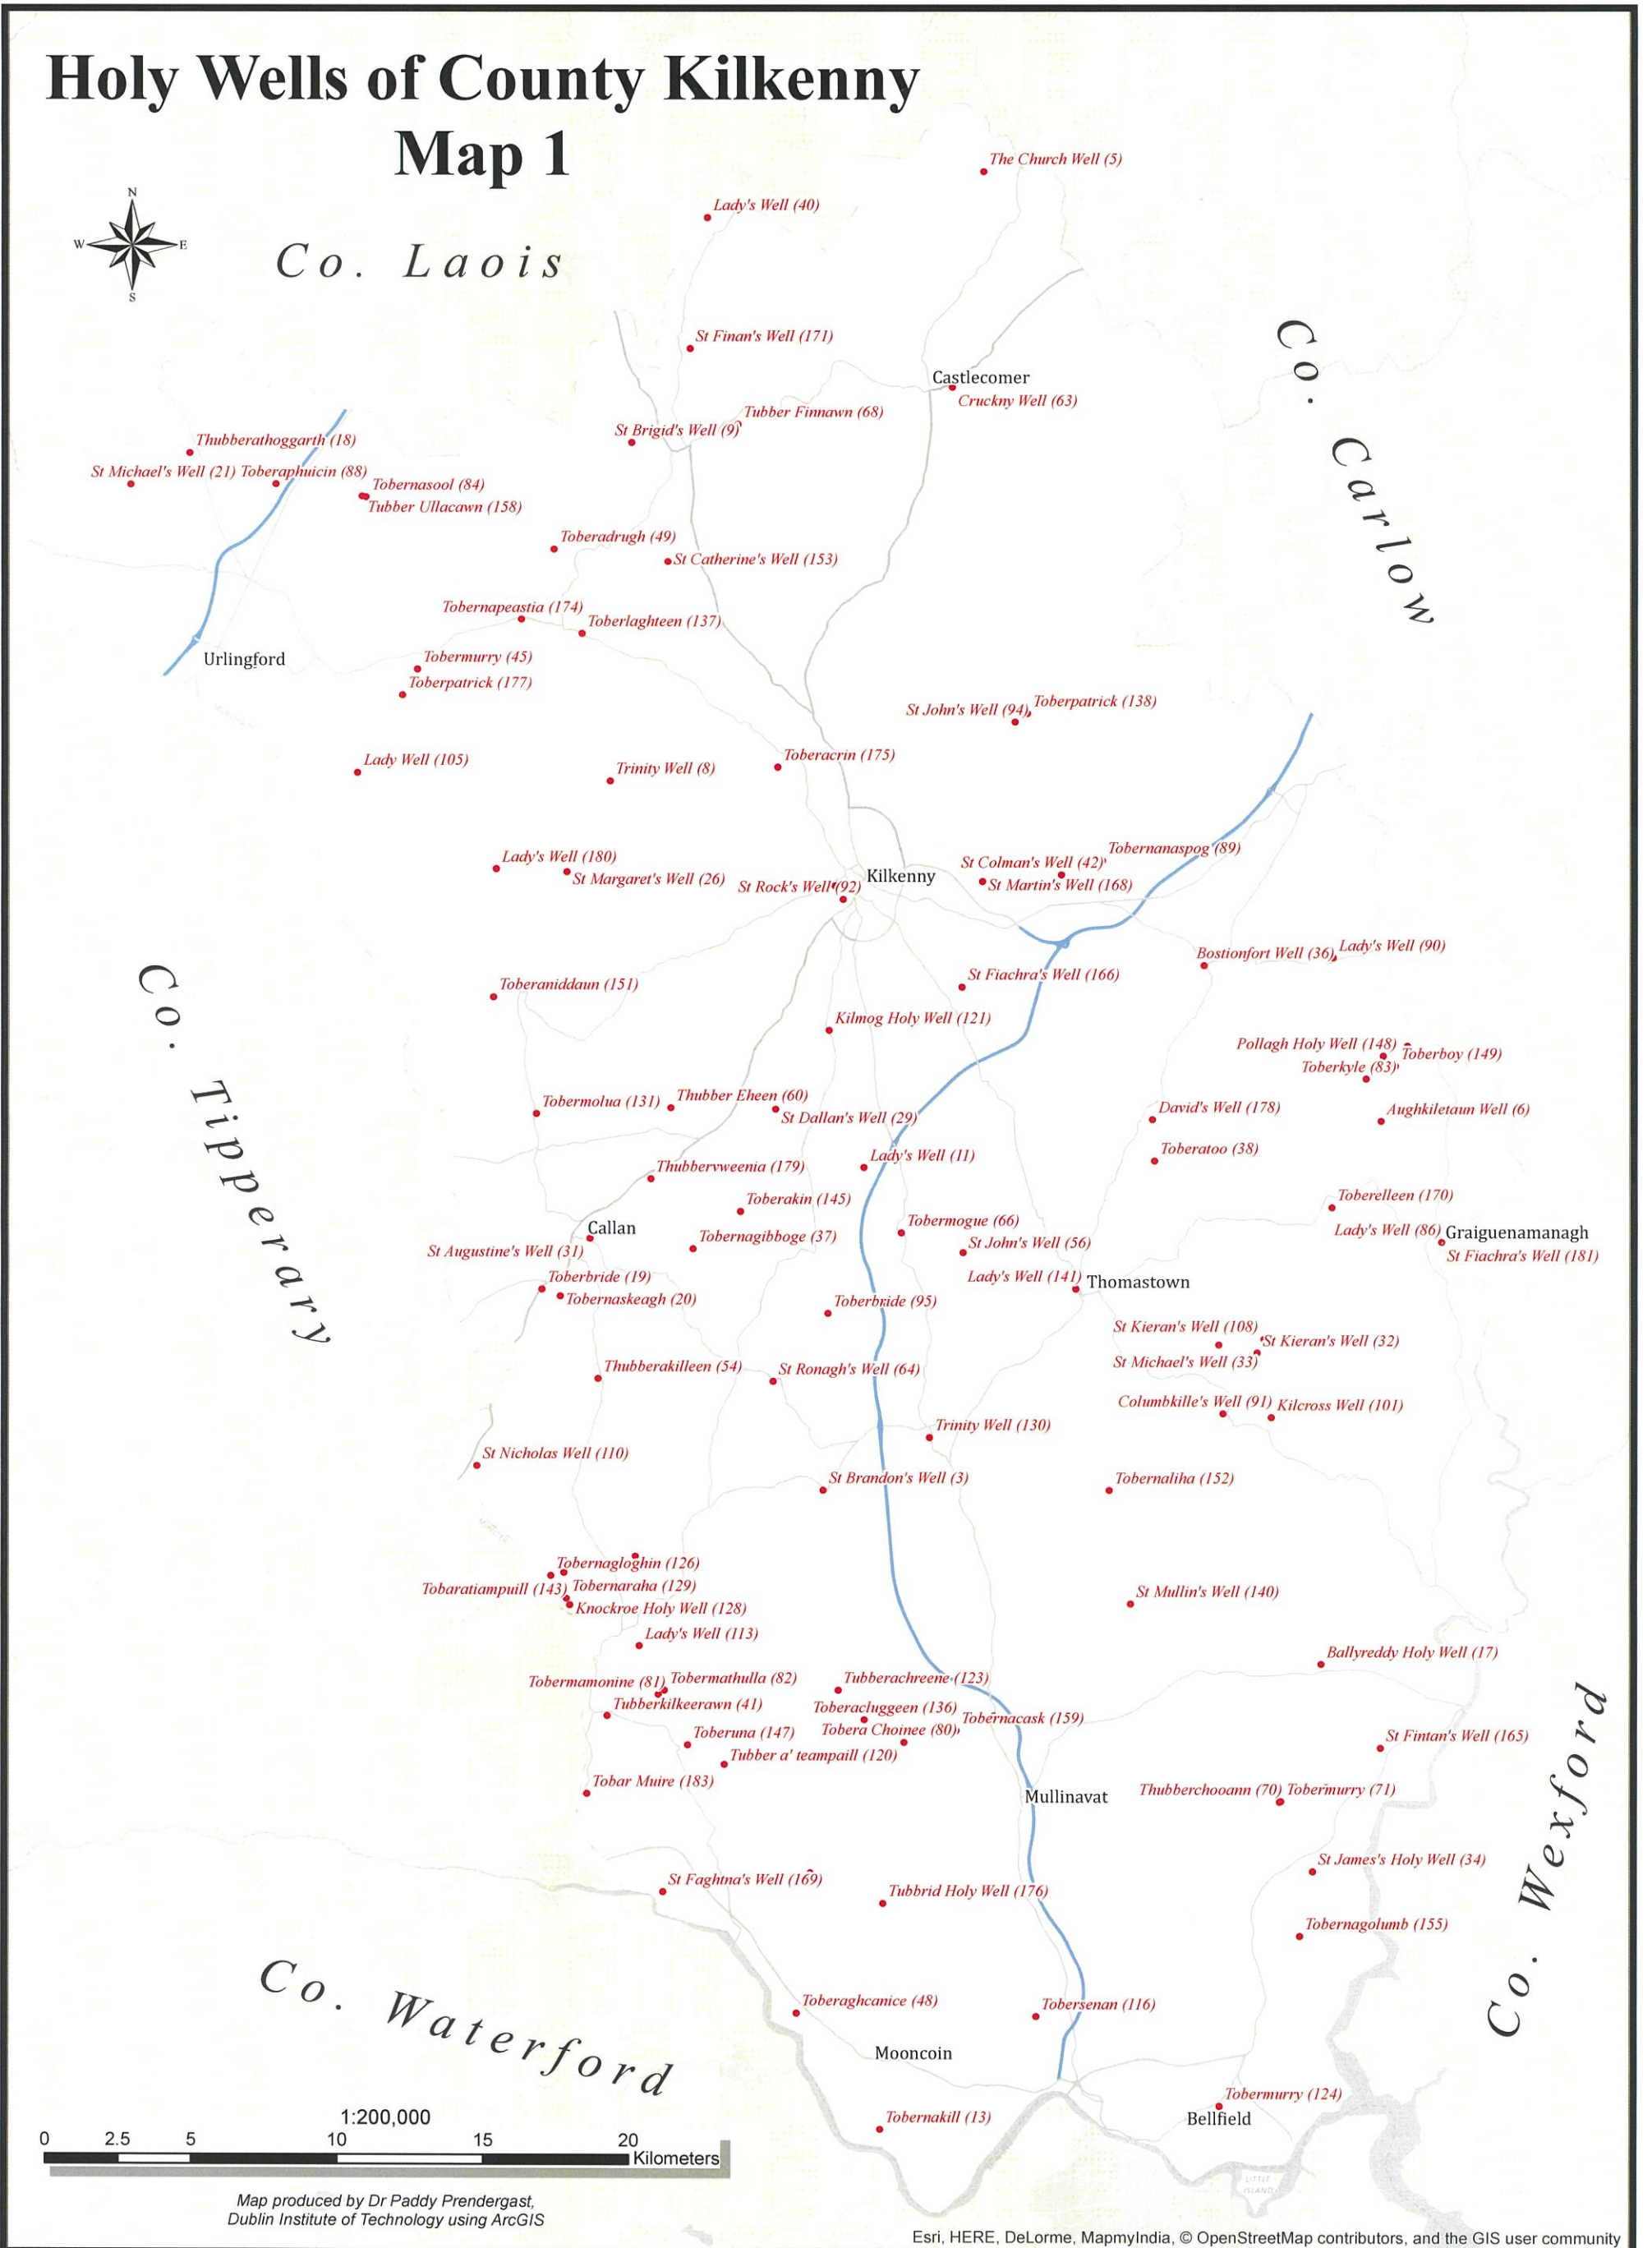 Holy Wells of County Kilkenny
Map 1
N
W
E
S
Co. Laois
The Church Well (5)
Lady's Well (40)
St Finan's Well (171)
Castlecomer
Cruckny Well (63)
Tubber Finnawn (68)
St Brigid's Well (9)
Co. Carlow
Thubberathoggarth (18)
St Michael's Well (21)
Toberaphuicin (88)
Tobernasool (84)
Tubber Ullacawn (158)
Toberadrugh (49)
St Catherine's Well (153)
Tobernapeastia (174)
Toberlaghteen (137)
Urlingford
Tobermurry (45)
Toberpatrick (177)
St John's Well (94)
Toberpatrick (138)
Lady Well (105)
Trinity Well (8)
Toberacrin (175)
Lady's Well (180)
St Margaret's Well (26)
St Rock's Well (92)
Kilkenny
St Colman's Well (42)
Tobernanaspog (89)
St Martin's Well (168)
Bostionfort Well (36)
Lady's Well (90)
Toberaniddaun (151)
St Fiachra's Well (166)
Kilmog Holy Well (121)
Pollagh Holy Well (148)
Toberboy (149)
Toberkyle (83)
Co. Tipperary
Tobermolua (131)
Thubber Eheen (60)
St Dallan's Well (29)
David's Well (178)
Aughkiletaun Well (6)
Toberatoo (38)
Thubbervweenia (179)
Lady's Well (11)
Toberakin (145)
Toberelleen (170)
Callan
Tobernagibboge (37)
Tobermogue (66)
St John's Well (56)
Lady's Well (86)
Graiguenamanagh
St Fiachra's Well (181)
St Augustine's Well (31)
Toberbride (19)
Tobernaskeagh (20)
Lady's Well (141)
Thomastown
Toberbride (95)
St Kieran's Well (108)
St Kieran's Well (32)
St Michael's Well (33)
Thubberakilleen (54)
St Ronagh's Well (64)
Columbkille's Well (91)
Kilcross Well (101)
Trinity Well (130)
St Nicholas Well (110)
St Brandon's Well (3)
Tobernaliha (152)
Tobernagloghin (126)
Tobaratiampuill (143)
Tobernaraha (129)
Knockroe Holy Well (128)
St Mullin's Well (140)
Lady's Well (113)
Ballyreddy Holy Well (17)
Tobermamonine (81)
Tobermathulla (82)
Tubberachreene (123)
Tubberkilkeerawn (41)
Toberacluggeen (136)
Tobernacask (159)
Toberuna (147)
Tobera Choinee (80)
Tubber a' teampaill (120)
St Fintan's Well (165)
Tobar Muire (183)
Mullinavat
Thubberchooann (70)
Tobermurry (71)
Co. Wexford
St James's Holy Well (34)
St Faghtna's Well (169)
Tubbrid Holy Well (176)
Tobernagolumb (155)
Co. Waterford
Toberaghcanice (48)
Tobersenan (116)
Mooncoin
Tobermurry (124)
Bellfield
Tobernakill (13)
LITTLE
ISLAND
1:200,000
0 2.5 5 10 15 20
Kilometers
Map produced by Dr Paddy Prendergast,
Dublin Institute of Technology using ArcGIS
Esri, HERE, DeLorme, MapmyIndia, © OpenStreetMap contributors, and the GIS user community